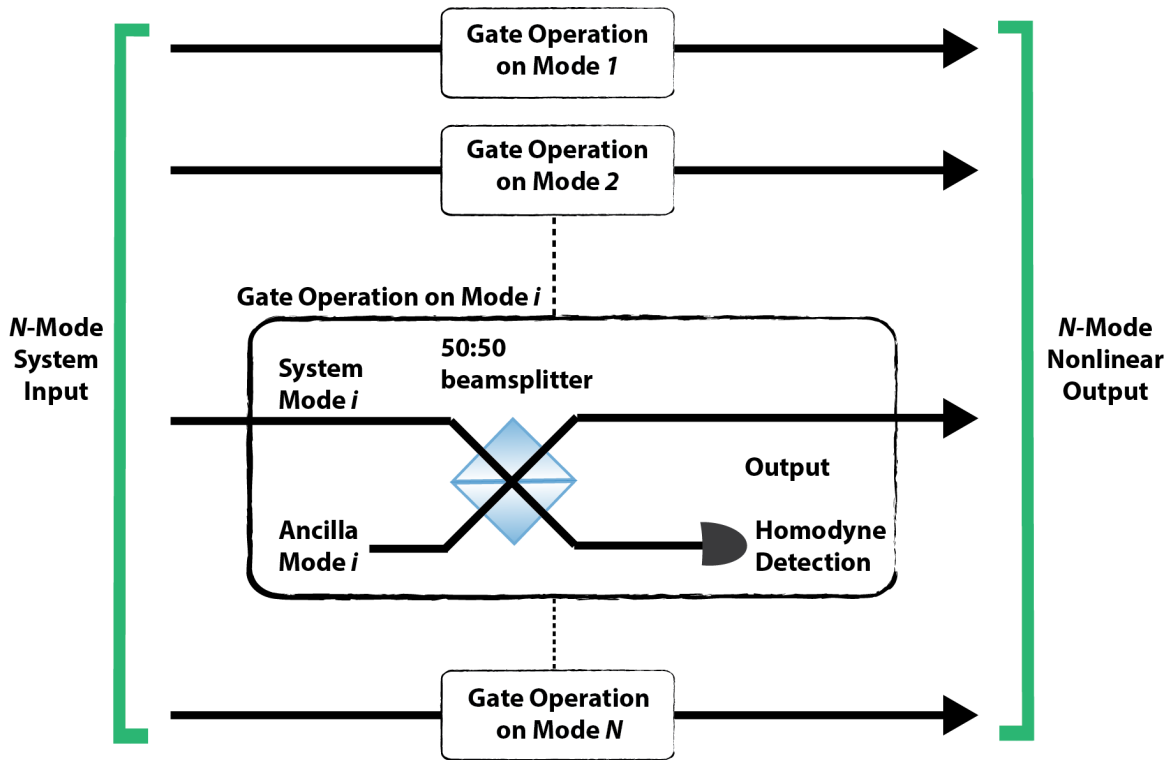 Gate Operation
on Mode 1
Gate Operation
on Mode 2
Gate Operation on Mode i
N-Mode
System
Input
50:50
beamsplitter
System
Mode i
N-Mode
Nonlinear
Output
Output
Ancilla
Mode i
Homodyne
Detection
Gate Operation
on Mode N